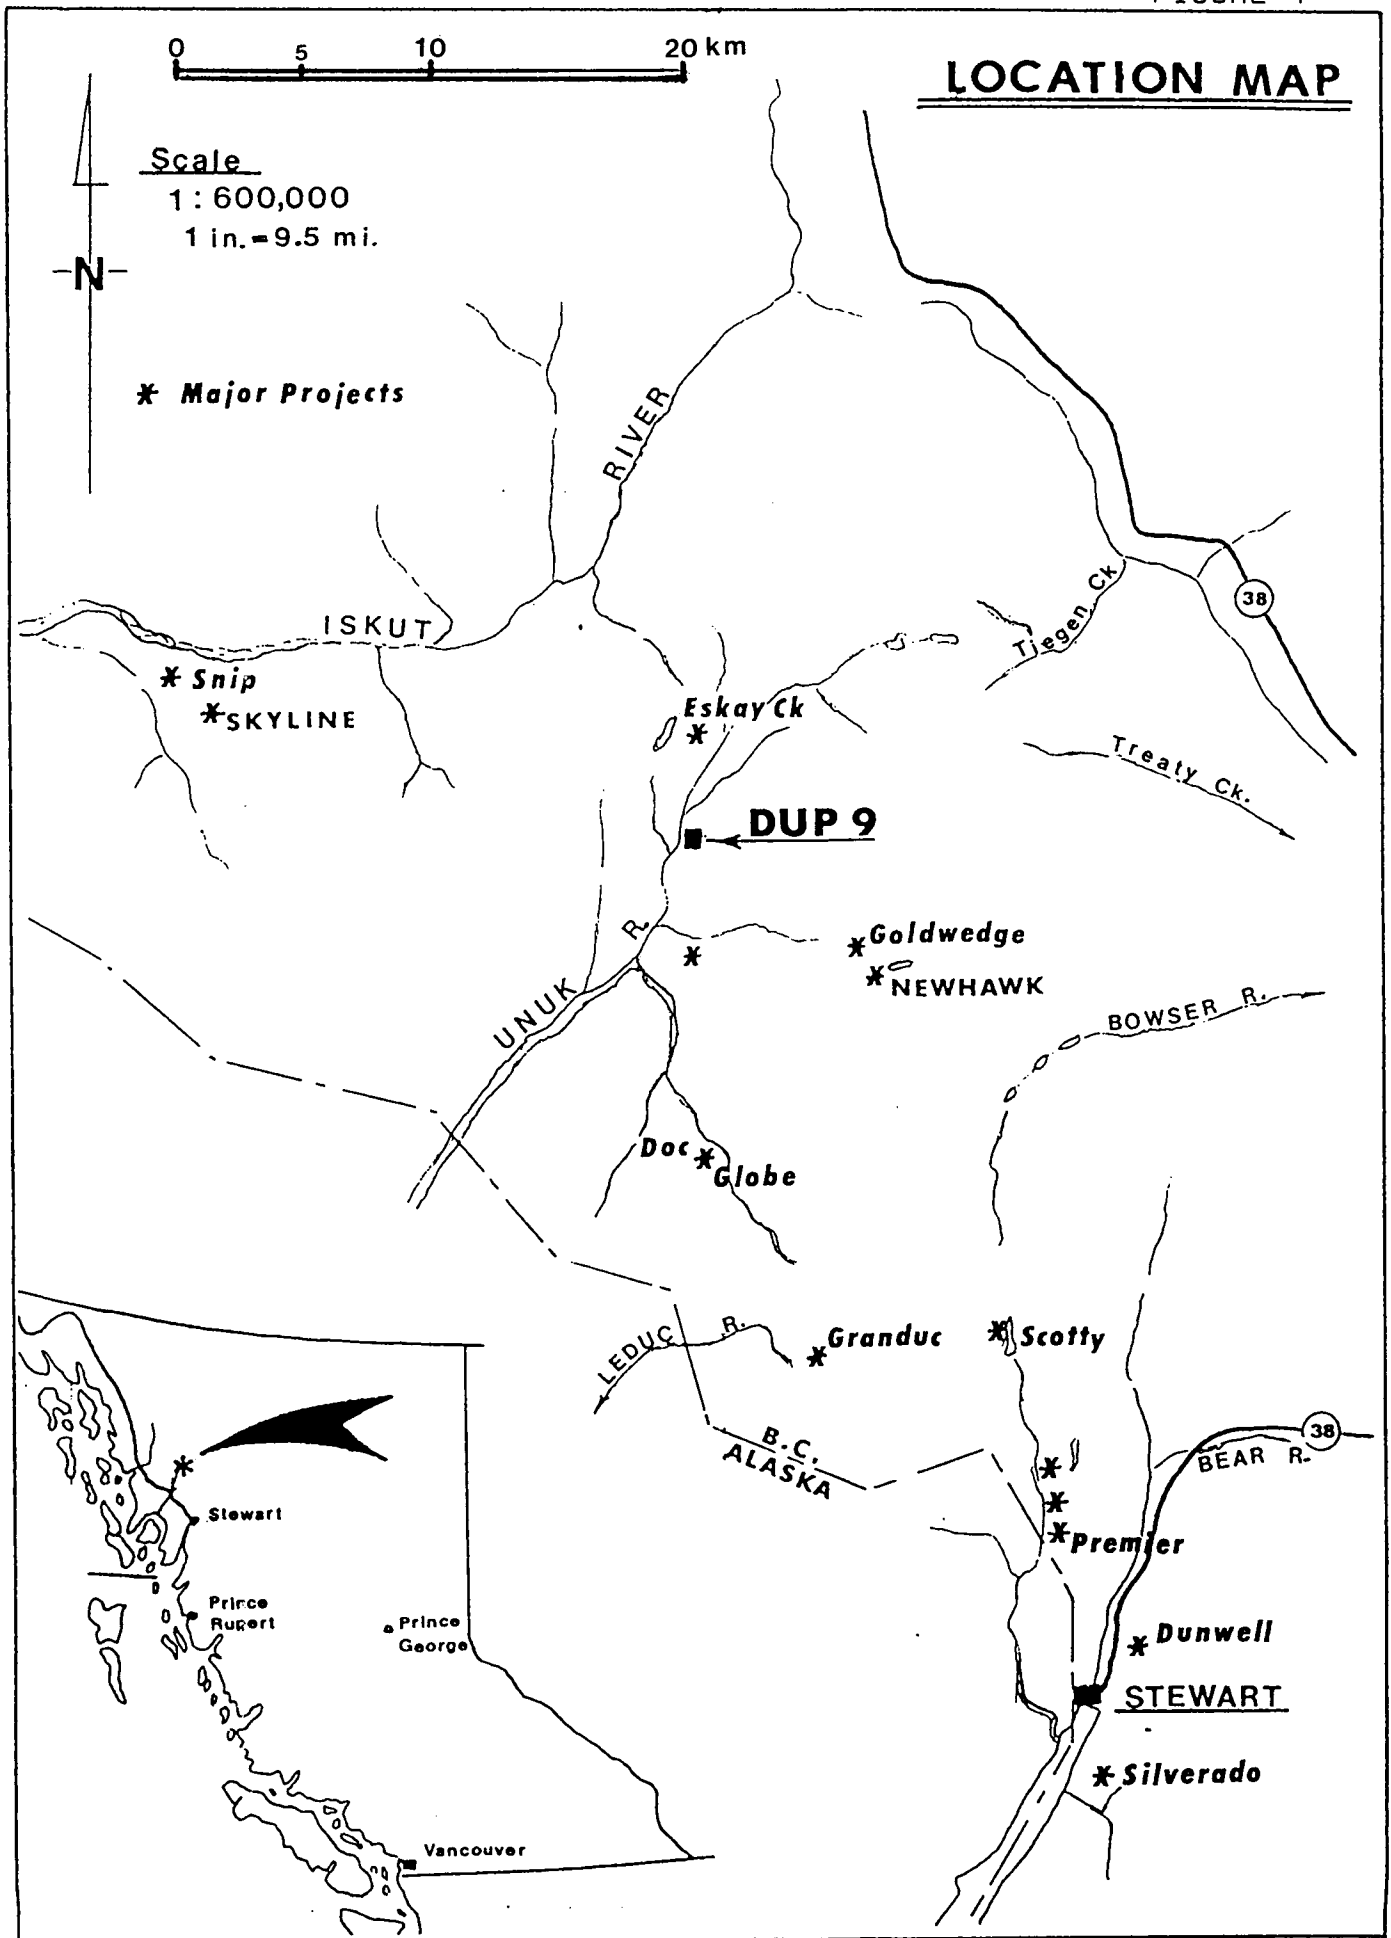 0 5 10 20 km
LOCATION MAP
Scale
1:600,000
1 in.=9.5 mi.
-N-
* Major Projects
RIVER
ISKUT
38
Tjegen Ck
* Snip
* SKYLINE
Eskay Ck
*
Treaty Ck.
DUP 9
UNUK R.
*
* Goldwedge
* NEWHAWK
BOWSER R.
Doc *
Globe
LEDUC R.
* Granduc
* Scotty
B.C.
ALASKA
38
BEAR R.
*
*
* Premier
* Dunwell
STEWART
* Silverado
*
Stewart
Prince
Rupert
Prince
George
Vancouver